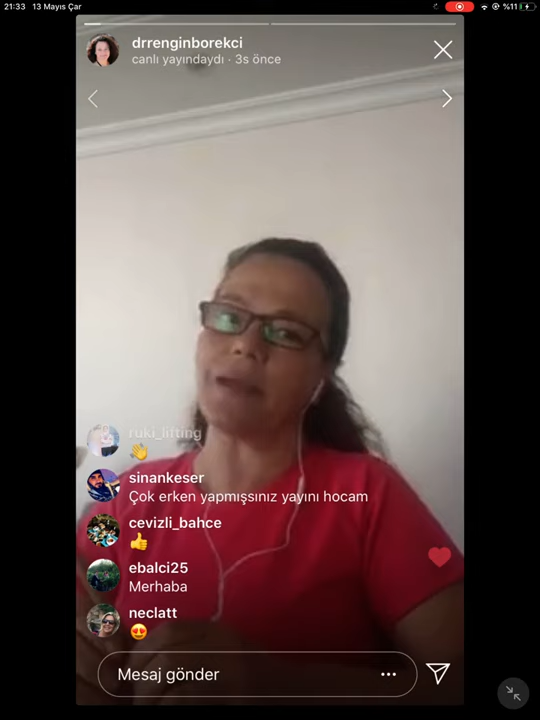 21:33 13 Mayıs Çar
%11
drrenginborekci
canlı yayındaydı · 3s önce
ruki_lifting
👏
sinankeser
Çok erken yapmışsınız yayını hocam
cevizli_bahce
👍
ebalci25
Merhaba
neclatt
😍
Mesaj gönder